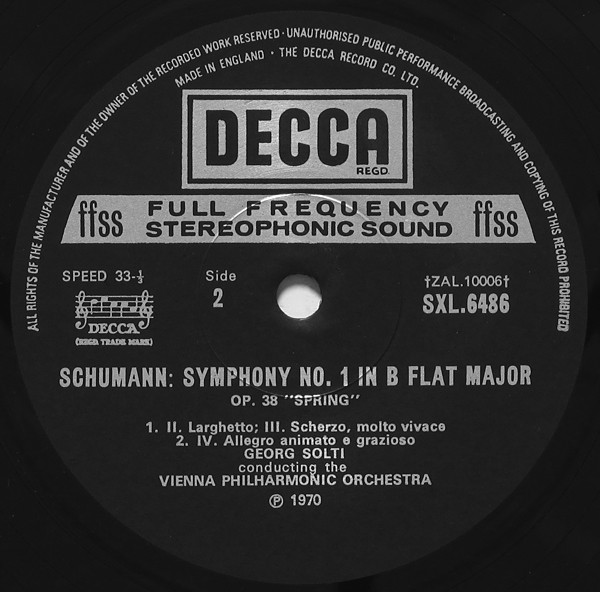 ALL RIGHTS OF THE MANUFACTURER AND OF THE OWNER OF THE RECORDED WORK RESERVED · UNAUTHORISED PUBLIC PERFORMANCE BROADCASTING AND COPYING OF THIS RECORD PROHIBITED
MADE IN ENGLAND · THE DECCA RECORD CO. LTD.
DECCA
REGD.
ffss FULL FREQUENCY ffss
STEREOPHONIC SOUND
SPEED 33-⅓ Side †ZAL.10006†
2 SXL.6486
DECCA
(REGD TRADE MARK)
SCHUMANN: SYMPHONY NO. 1 IN B FLAT MAJOR
OP. 38 "SPRING"
1. II. Larghetto; III. Scherzo, molto vivace
2. IV. Allegro animato e grazioso
GEORG SOLTI
conducting the
VIENNA PHILHARMONIC ORCHESTRA
℗ 1970